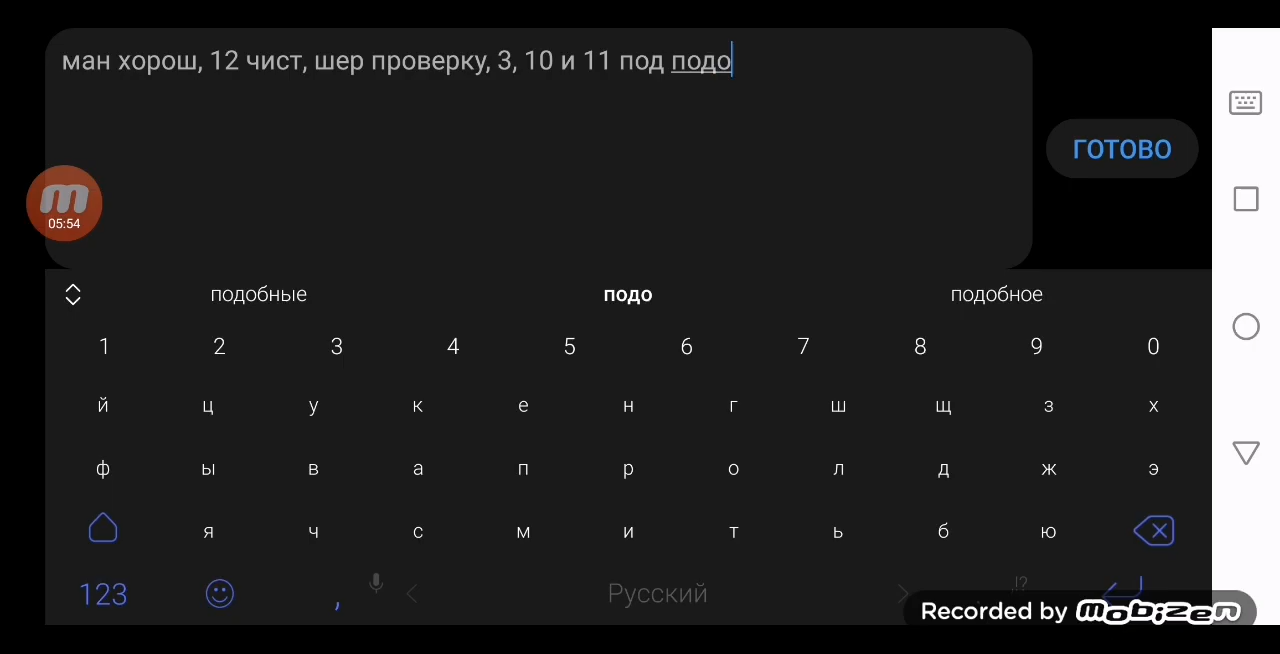 ман хорош, 12 чист, шер проверку, 3, 10 и 11 под подо
ГОТОВО
m
05:54
подобные подо подобное
1 2 3 4 5 6 7 8 9 0
й ц у к е н г ш щ з х
ф ы в а п р о л д ж э
я ч с м и т ь б ю
123 , < Русский > !?
Recorded by mobizen